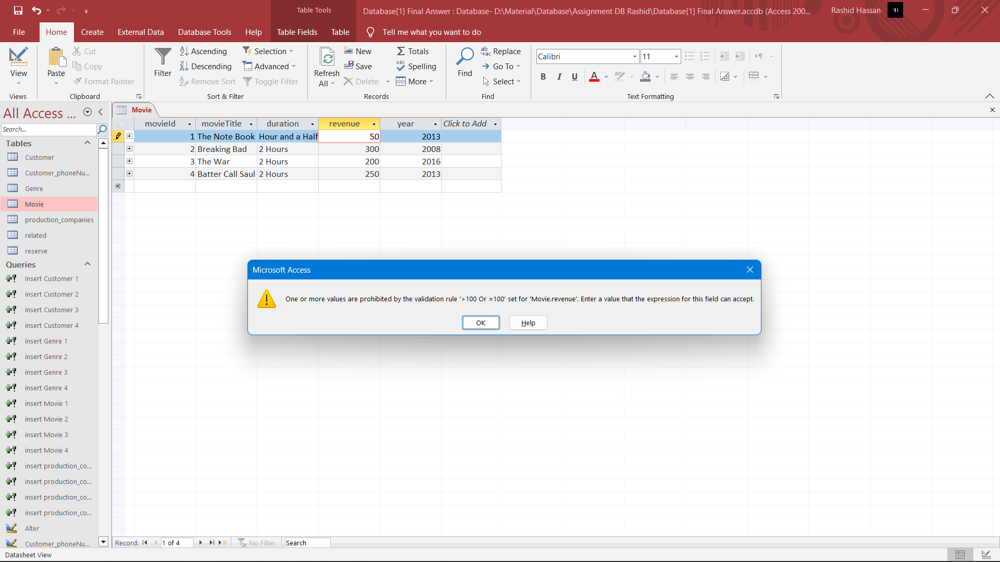 Table Tools
Database[1] Final Answer : Database- D:\Material\Database\Assignment DB Rashid\Database[1] Final Answer.accdb (Access 200...
Rashid Hassan
File Home Create External Data Database Tools Help Table Fields Table Tell me what you want to do
View
Views
Paste
Cut
Copy
Format Painter
Clipboard
Filter
Ascending
Descending
Remove Sort
Selection
Advanced
Toggle Filter
Sort & Filter
Refresh
All
New
Save
Delete
Totals
Spelling
More
Records
Find
Replace
Go To
Select
Find
Calibri
11
B I U A
Text Formatting
All Access ...
Search...
Tables
Customer
Customer_phoneNu...
Genre
Movie
production_companies
related
reserve
Queries
Insert Customer 1
insert Customer 2
insert Customer 3
insert Customer 4
insert Genre 1
insert Genre 2
insert Genre 3
insert Genre 4
insert Movie 1
insert Movie 2
insert Movie 3
insert Movie 4
insert production_co...
insert production_co...
insert production_co...
insert production_co...
Alter
Customer_phoneNu...
Movie
movieId movieTitle duration revenue year Click to Add
1 The Note Book Hour and a Half 50 2013
2 Breaking Bad 2 Hours 300 2008
3 The War 2 Hours 200 2016
4 Batter Call Saul 2 Hours 250 2013
Microsoft Access
One or more values are prohibited by the validation rule '>100 Or =100' set for 'Movie.revenue'. Enter a value that the expression for this field can accept.
OK Help
Record: 1 of 4 No Filter Search
Datasheet View